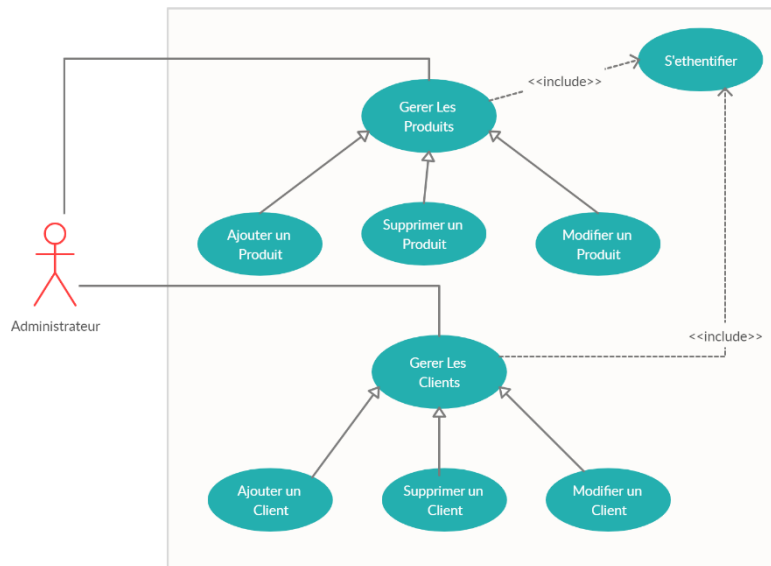 S'ethentifier
<<include>>
Gerer Les
Produits
Ajouter un
Produit
Supprimer un
Produit
Modifier un
Produit
Administrateur
<<include>>
Gerer Les
Clients
Ajouter un
Client
Supprimer un
Client
Modifier un
Client